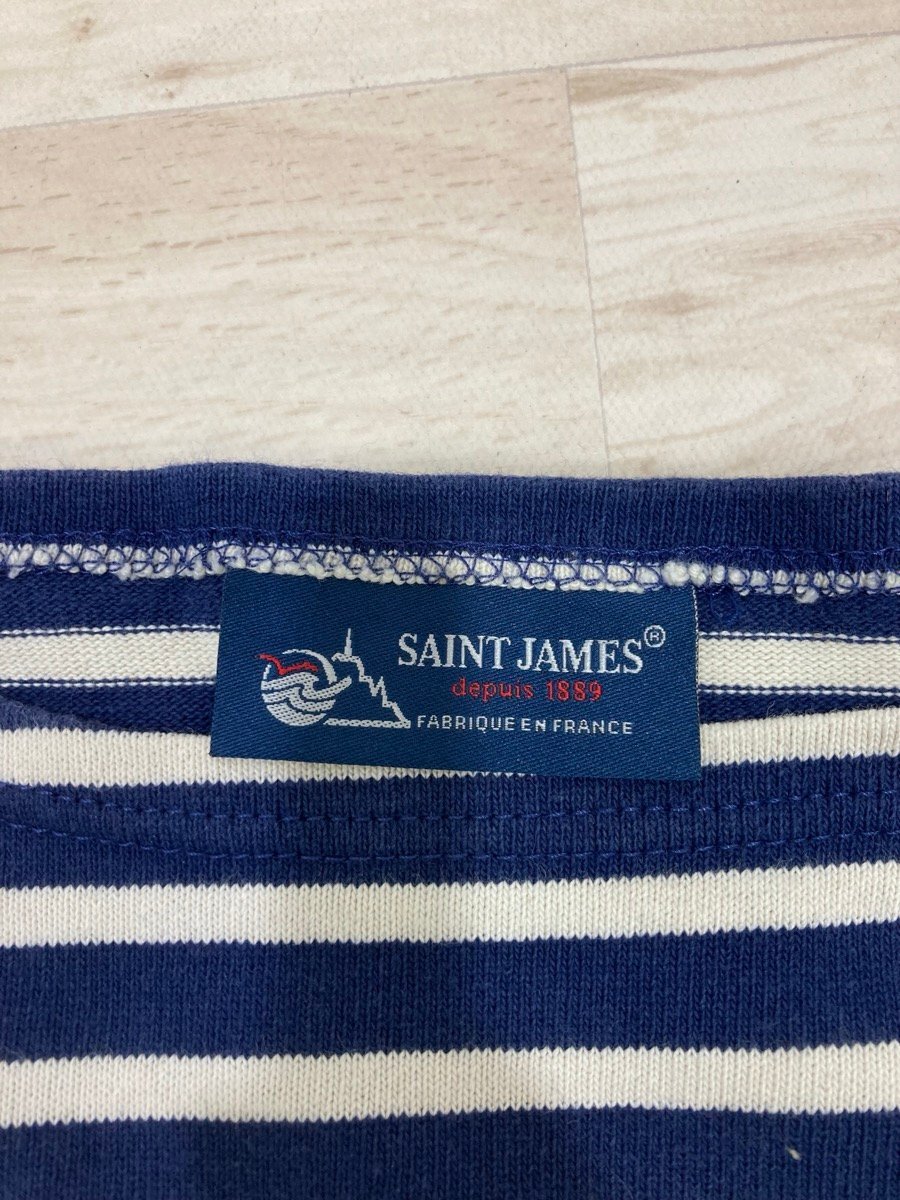 SAINT JAMES®
depuis 1889
FABRIQUE EN FRANCE